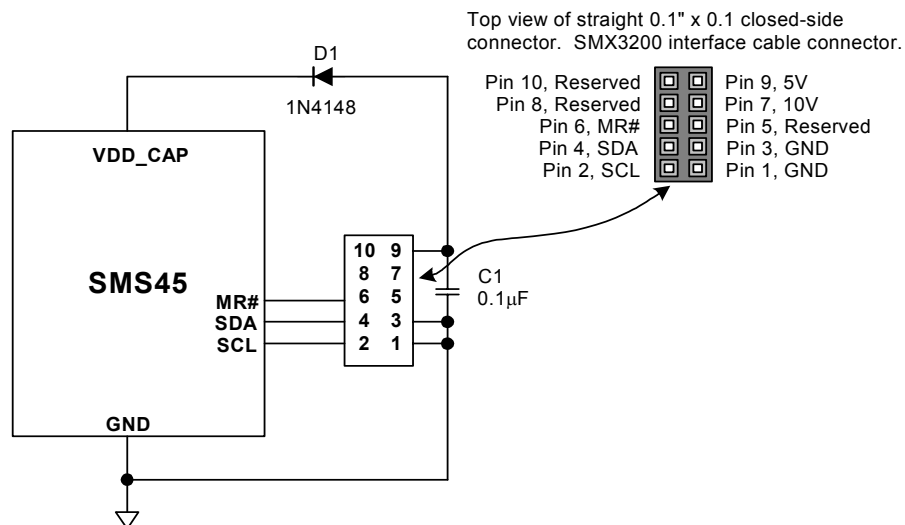 Top view of straight 0.1" x 0.1 closed-side
connector. SMX3200 interface cable connector.
D1
1N4148
Pin 10, Reserved
Pin 9, 5V
Pin 8, Reserved
Pin 7, 10V
Pin 6, MR#
Pin 5, Reserved
Pin 4, SDA
Pin 3, GND
Pin 2, SCL
Pin 1, GND
VDD_CAP
SMS45
MR#
SDA
SCL
GND
10 9
8 7
6 5
4 3
2 1
C1
0.1μF